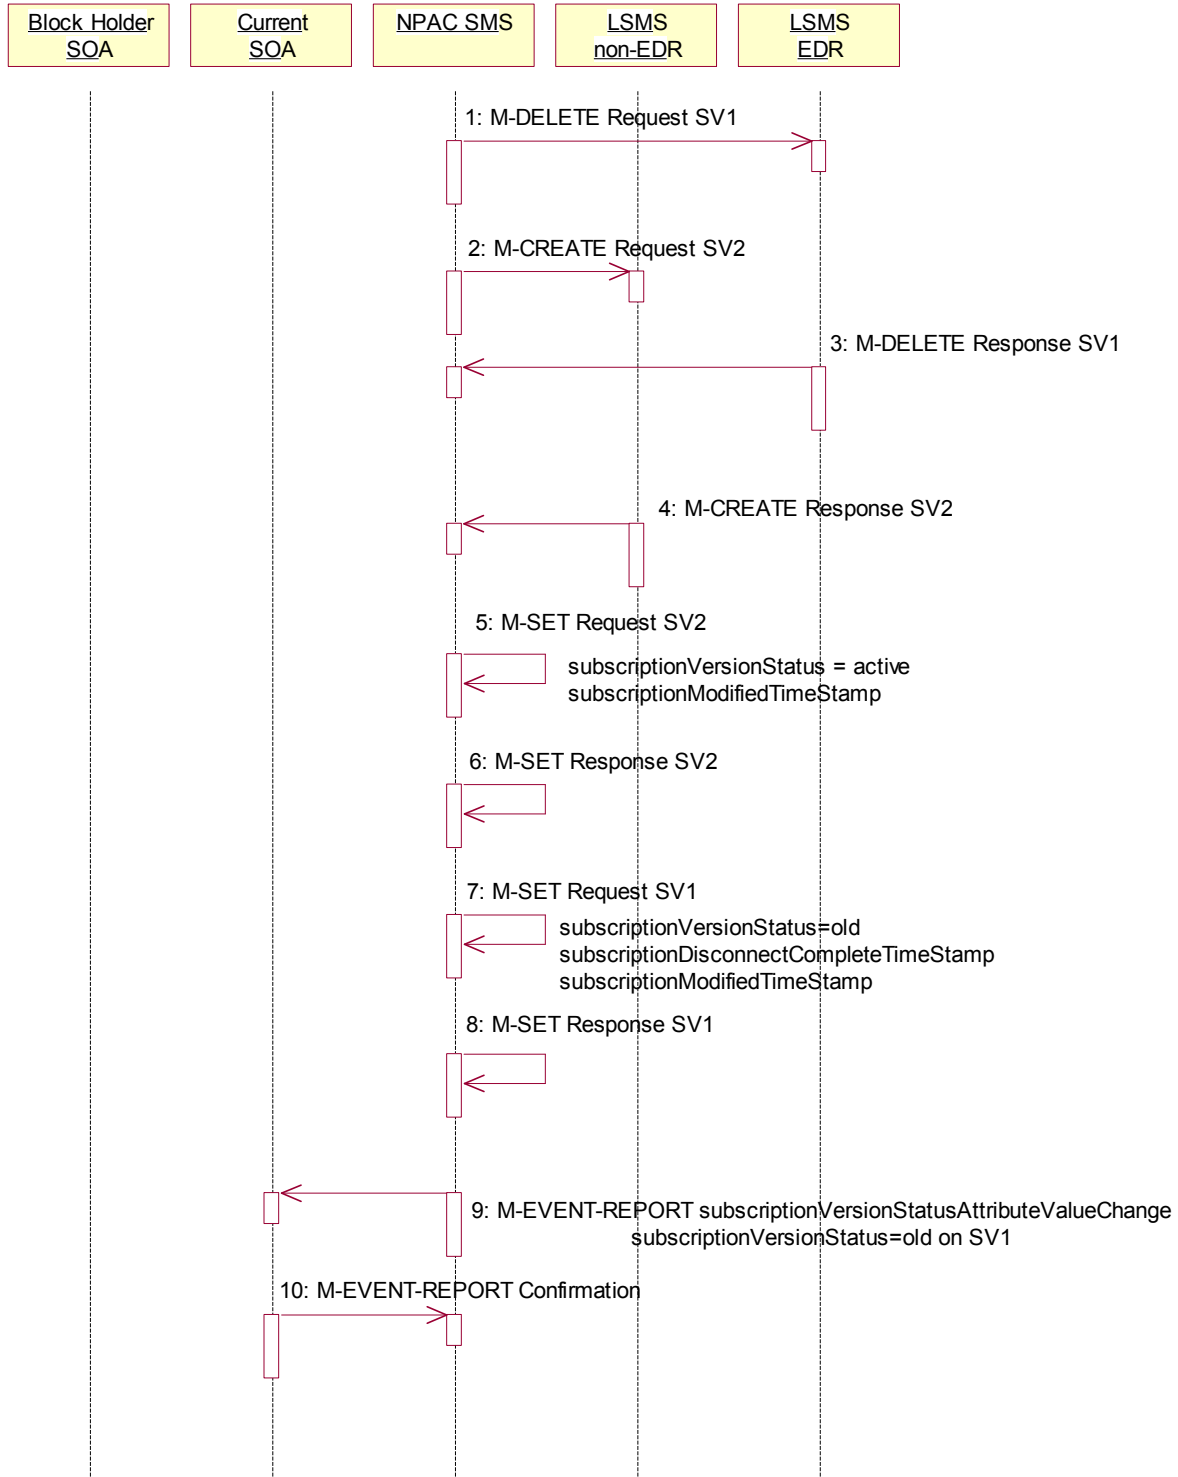 Block Holder
SOA
Current
SOA
NPAC SMS
LSMS
non-EDR
LSMS
EDR
1: M-DELETE Request SV1
2: M-CREATE Request SV2
3: M-DELETE Response SV1
4: M-CREATE Response SV2
5: M-SET Request SV2
subscriptionVersionStatus = active
subscriptionModifiedTimeStamp
6: M-SET Response SV2
7: M-SET Request SV1
subscriptionVersionStatus=old
subscriptionDisconnectCompleteTimeStamp
subscriptionModifiedTimeStamp
8: M-SET Response SV1
9: M-EVENT-REPORT subscriptionVersionStatusAttributeValueChange
subscriptionVersionStatus=old on SV1
10: M-EVENT-REPORT Confirmation